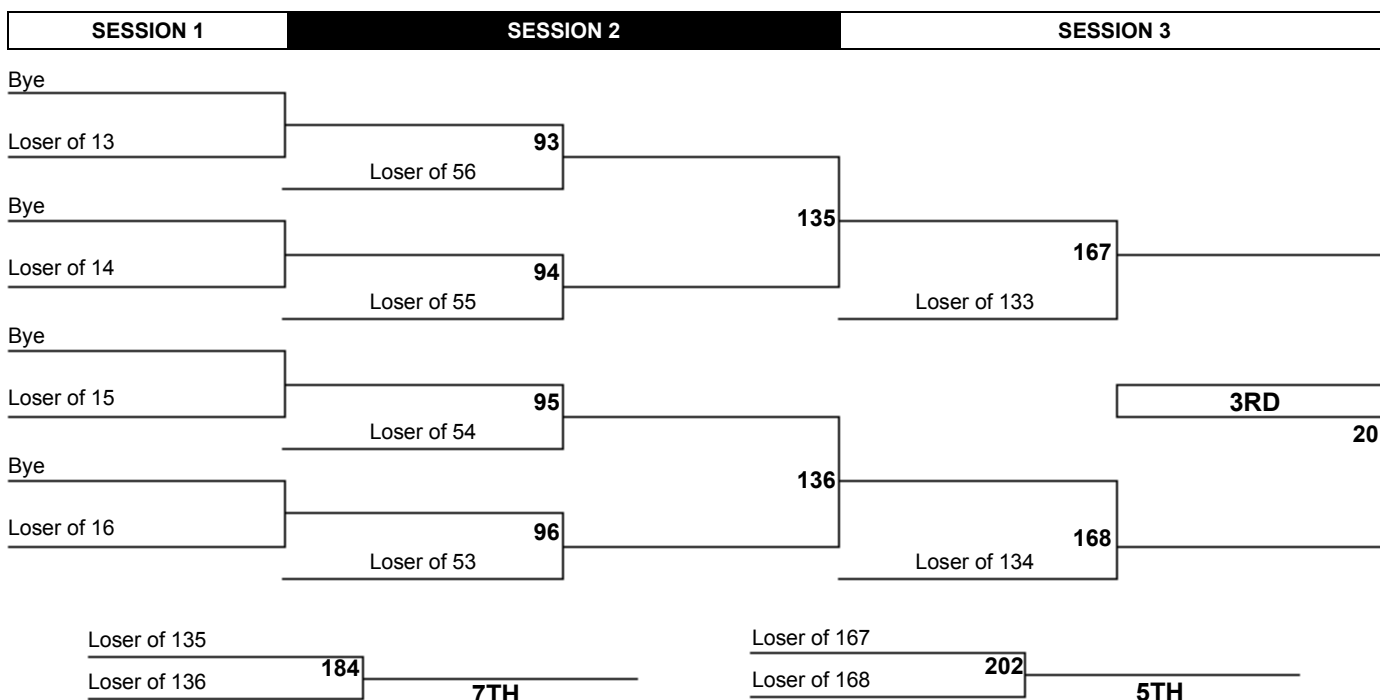 SESSION 1 SESSION 2 SESSION 3
Bye
Loser of 13
93
Loser of 56
Bye
135
Loser of 14
94
167
Loser of 55
Loser of 133
Bye
Loser of 15
95
3RD
Loser of 54
20
Bye
136
Loser of 16
96
168
Loser of 53
Loser of 134
Loser of 135
184
Loser of 136
7TH
Loser of 167
202
Loser of 168
5TH